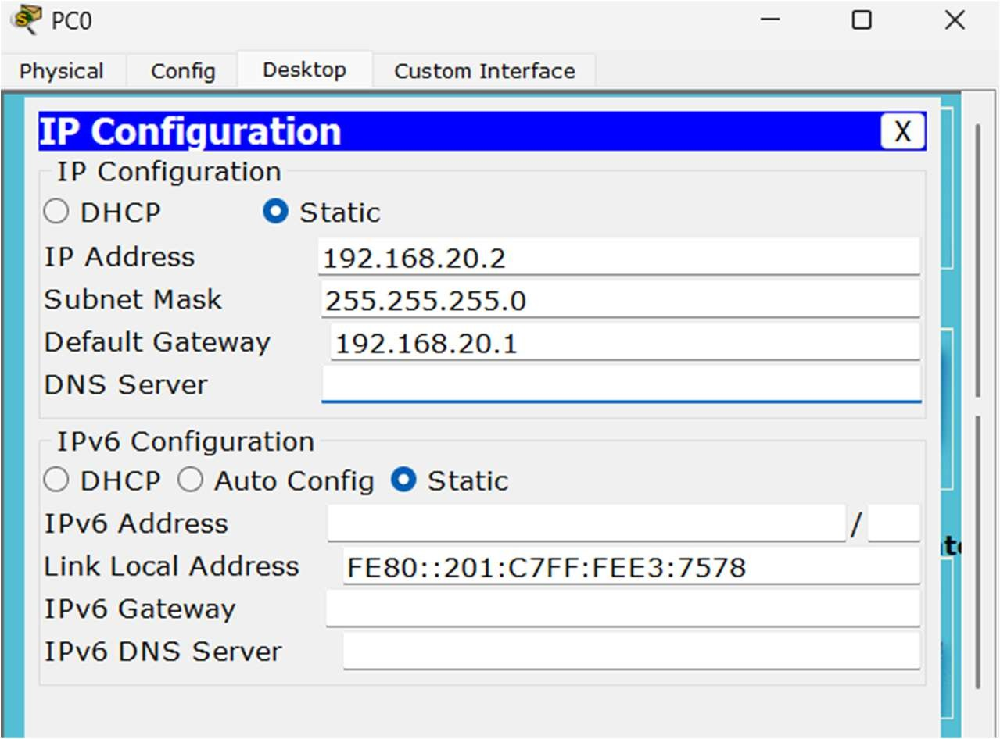 PC0
Physical Config Desktop Custom Interface
IP Configuration X
IP Configuration
DHCP Static
IP Address 192.168.20.2
Subnet Mask 255.255.255.0
Default Gateway 192.168.20.1
DNS Server
IPv6 Configuration
DHCP Auto Config Static
IPv6 Address /
Link Local Address FE80::201:C7FF:FEE3:7578
IPv6 Gateway
IPv6 DNS Server